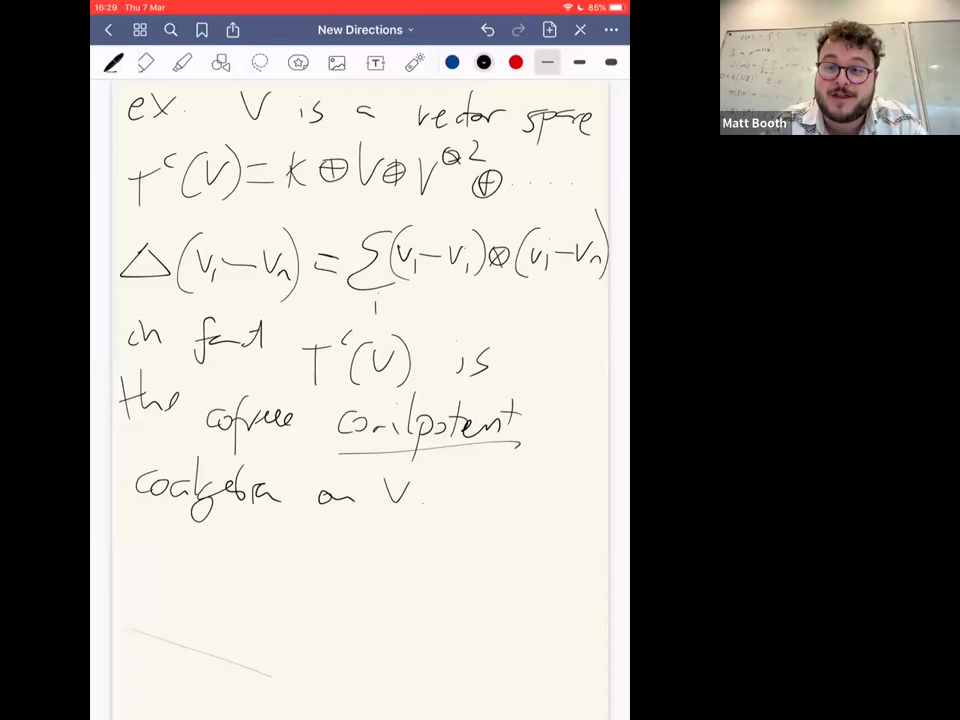 16:29 Thu 7 Mar 85%
New Directions
Matt Booth
ex. V is a vector space
T^c(V) = k ⊕ V ⊕ V^⊗2 ⊕ ....
Δ(v₁—vₙ) = Σ_i (v₁—vᵢ) ⊗ (vᵢ—vₙ)
in fact T^c(V) is
the cofree conilpotent
coalgebra on V.